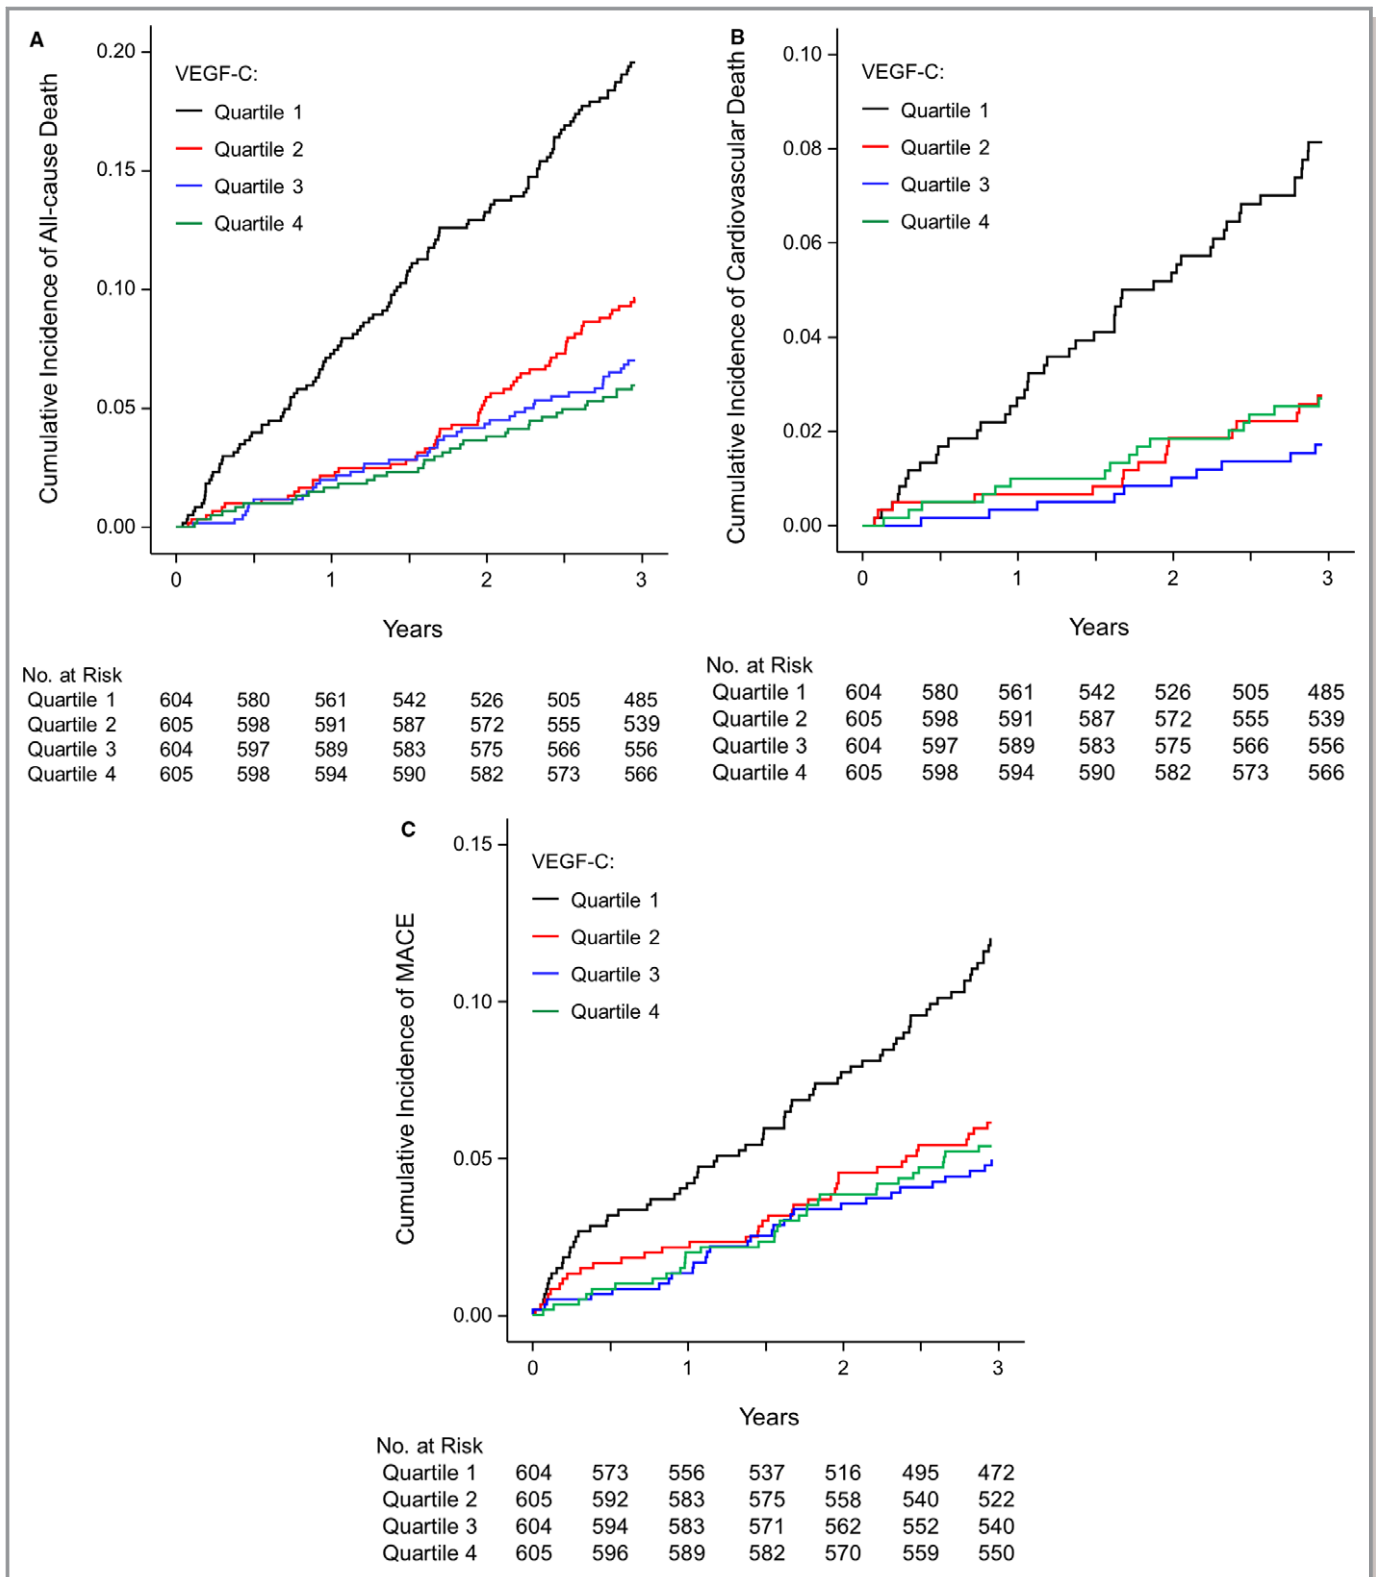 A
Cumulative Incidence of All-cause Death
0.20
0.15
0.10
0.05
0.00
VEGF-C:
Quartile 1
Quartile 2
Quartile 3
Quartile 4
0 1 2 3
Years
No. at Risk
Quartile 1 604 580 561 542 526 505 485
Quartile 2 605 598 591 587 572 555 539
Quartile 3 604 597 589 583 575 566 556
Quartile 4 605 598 594 590 582 573 566
B
Cumulative Incidence of Cardiovascular Death
0.10
0.08
0.06
0.04
0.02
0.00
VEGF-C:
Quartile 1
Quartile 2
Quartile 3
Quartile 4
0 1 2 3
Years
No. at Risk
Quartile 1 604 580 561 542 526 505 485
Quartile 2 605 598 591 587 572 555 539
Quartile 3 604 597 589 583 575 566 556
Quartile 4 605 598 594 590 582 573 566
C
Cumulative Incidence of MACE
0.15
0.10
0.05
0.00
VEGF-C:
Quartile 1
Quartile 2
Quartile 3
Quartile 4
0 1 2 3
Years
No. at Risk
Quartile 1 604 573 556 537 516 495 472
Quartile 2 605 592 583 575 558 540 522
Quartile 3 604 594 583 571 562 552 540
Quartile 4 605 596 589 582 570 559 550